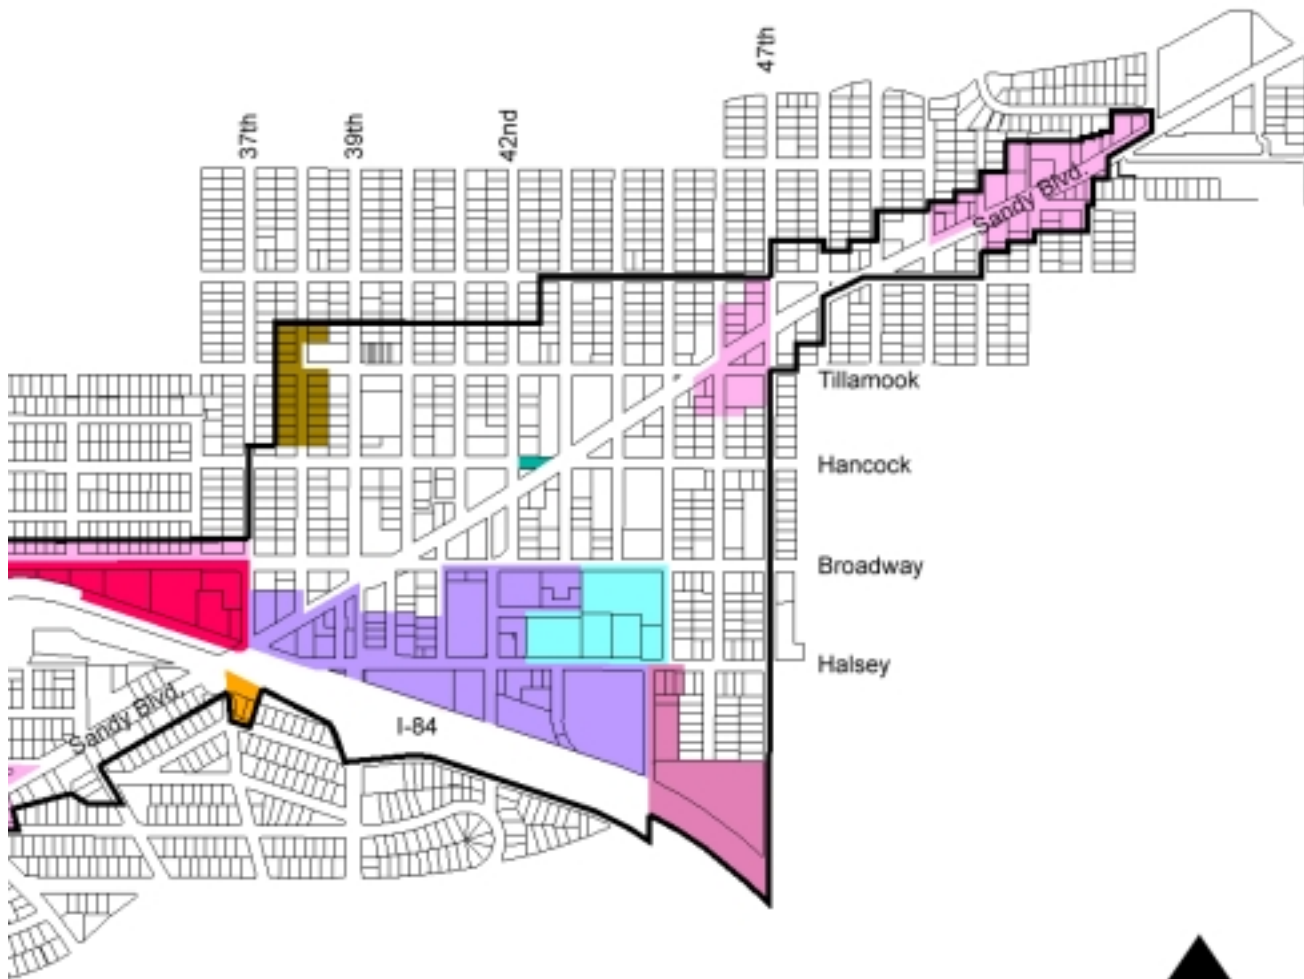 47th
37th
39th
42nd
Sandy Blvd.
Tillamook
Hancock
Broadway
Halsey
Sandy Blvd.
I-84